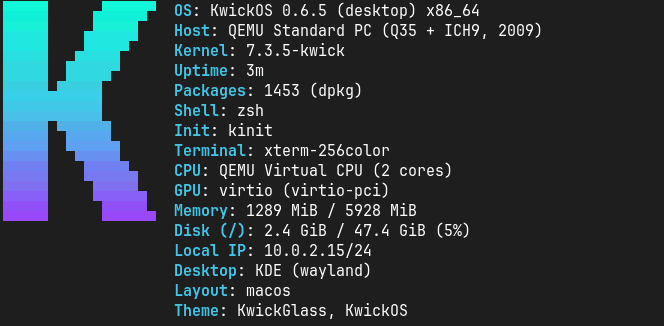 OS: KwickOS 0.6.5 (desktop) x86_64
Host: QEMU Standard PC (Q35 + ICH9, 2009)
Kernel: 7.3.5-kwick
Uptime: 3m
Packages: 1453 (dpkg)
Shell: zsh
Init: kinit
Terminal: xterm-256color
CPU: QEMU Virtual CPU (2 cores)
GPU: virtio (virtio-pci)
Memory: 1289 MiB / 5928 MiB
Disk (/): 2.4 GiB / 47.4 GiB (5%)
Local IP: 10.0.2.15/24
Desktop: KDE (wayland)
Layout: macos
Theme: KwickGlass, KwickOS